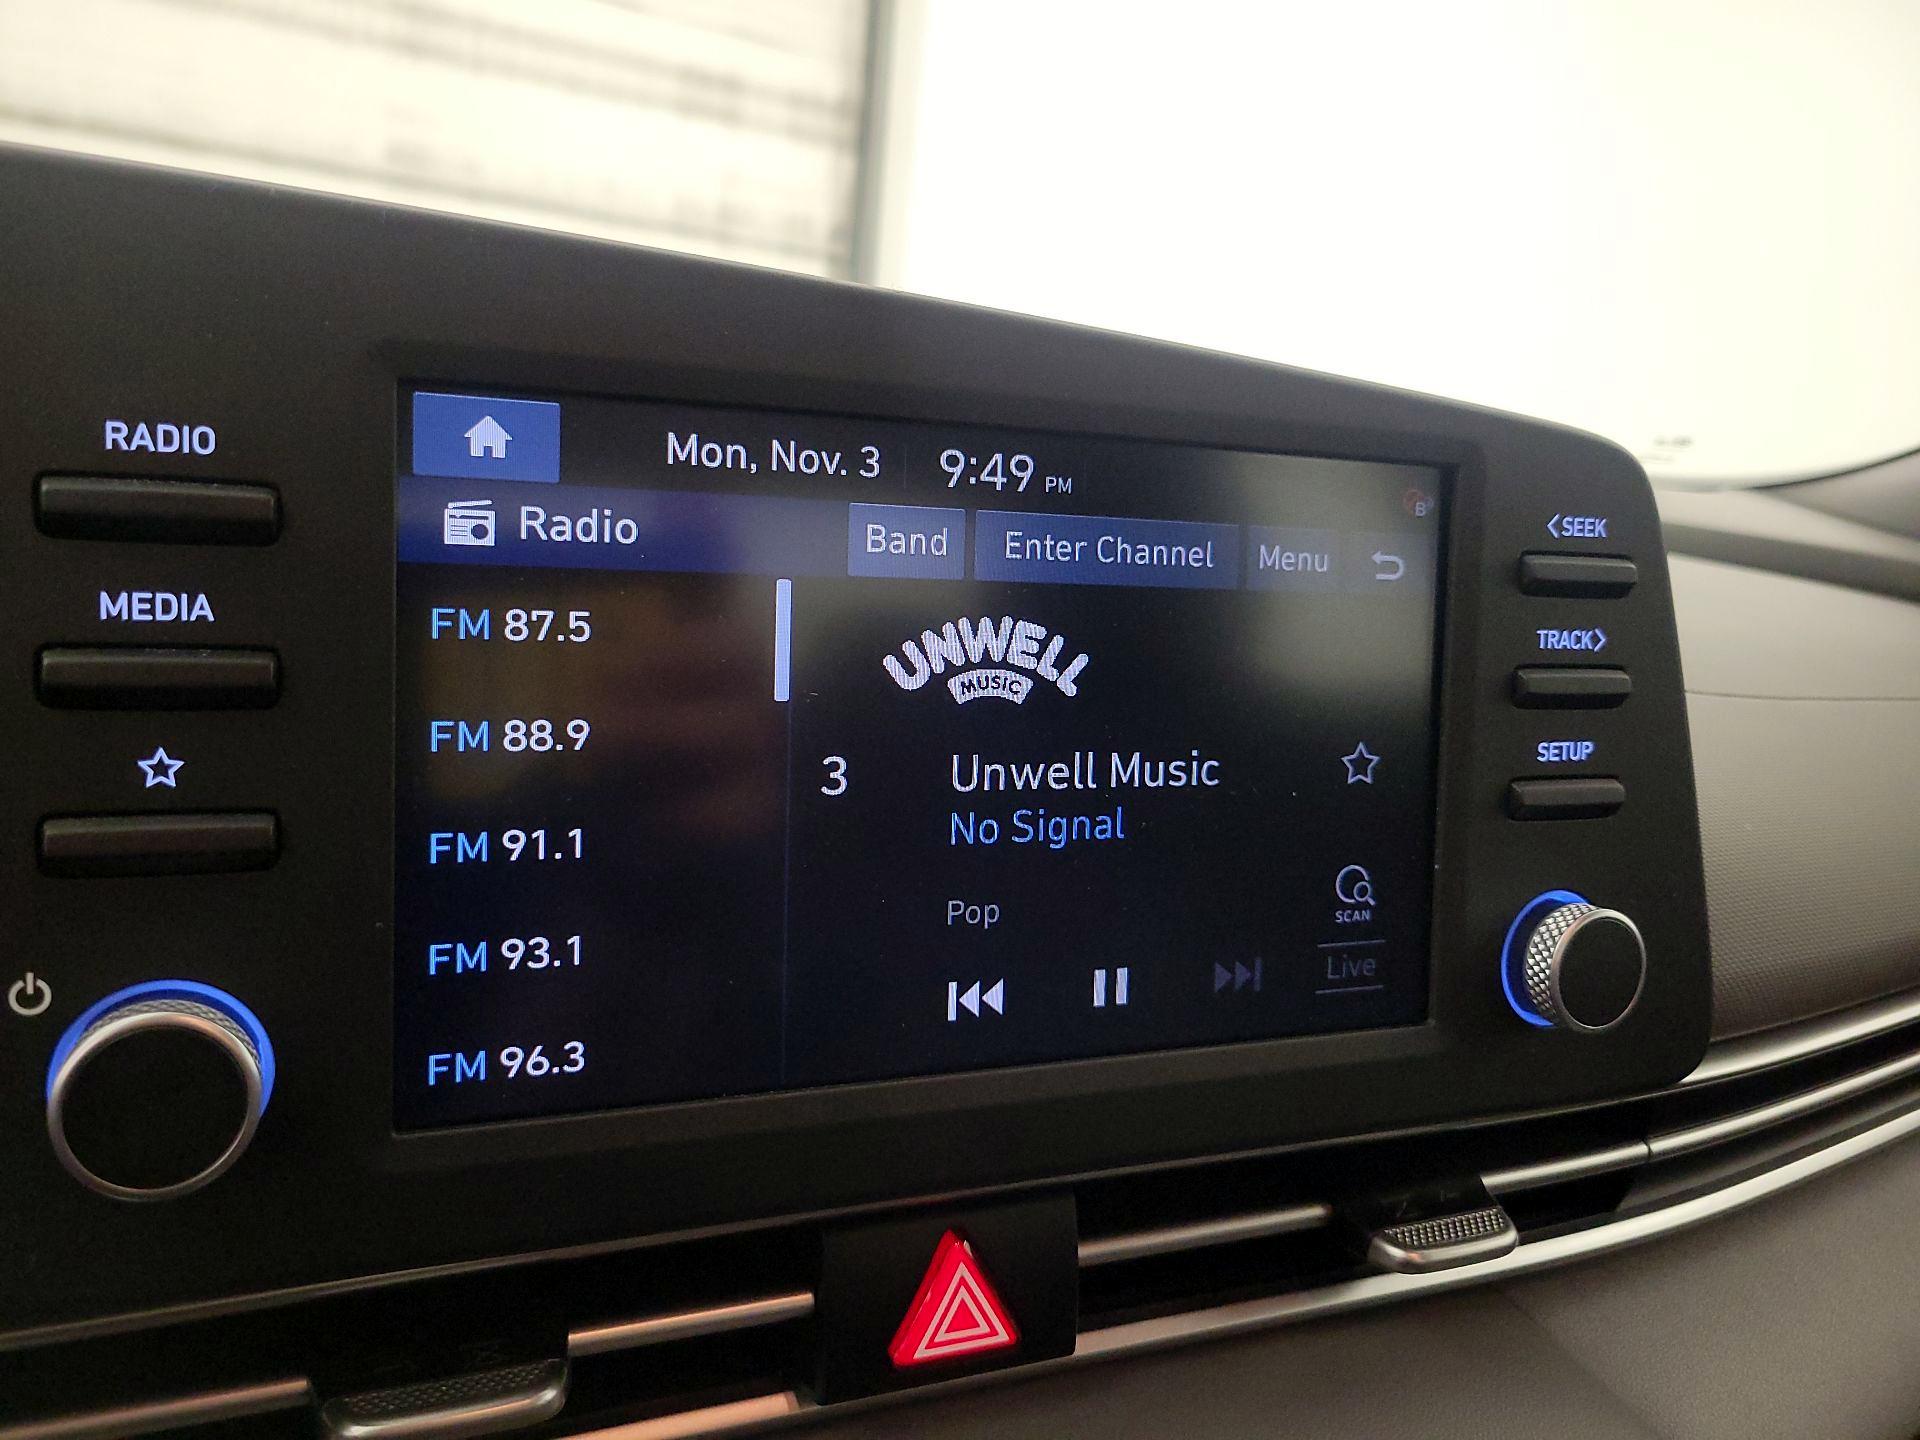 RADIO
MEDIA
Mon, Nov. 3 9:49 PM
Radio Band Enter Channel Menu
FM 87.5
FM 88.9
FM 91.1
FM 93.1
FM 96.3
UNWELL
MUSIC
3 Unwell Music
No Signal
Pop
SCAN
Live
<SEEK
TRACK>
SETUP